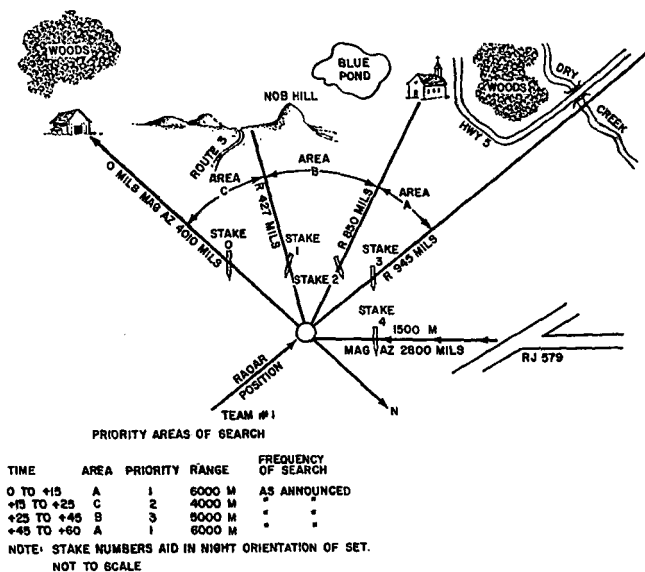 WOODS
BLUE
POND
WOODS
DRY
CREEK
NOB HILL
HWY 5
ROUTE 3
AREA
C
AREA
B
AREA
A
0 MILS MAG AZ 4010 MILS
R 427 MILS
R 850 MILS
R 945 MILS
STAKE
0
STAKE
1
STAKE 2
STAKE
3
STAKE
4
1500 M
MAG AZ 2800 MILS
RJ 579
RADAR
POSITION
N
TEAM #1
PRIORITY AREAS OF SEARCH
TIME AREA PRIORITY RANGE FREQUENCY OF SEARCH
0 TO +15 A 1 6000 M AS ANNOUNCED
+15 TO +25 C 2 4000 M " "
+25 TO +45 B 3 5000 M " "
+45 TO +60 A 1 6000 M " "
NOTE: STAKE NUMBERS AID IN NIGHT ORIENTATION OF SET.
NOT TO SCALE